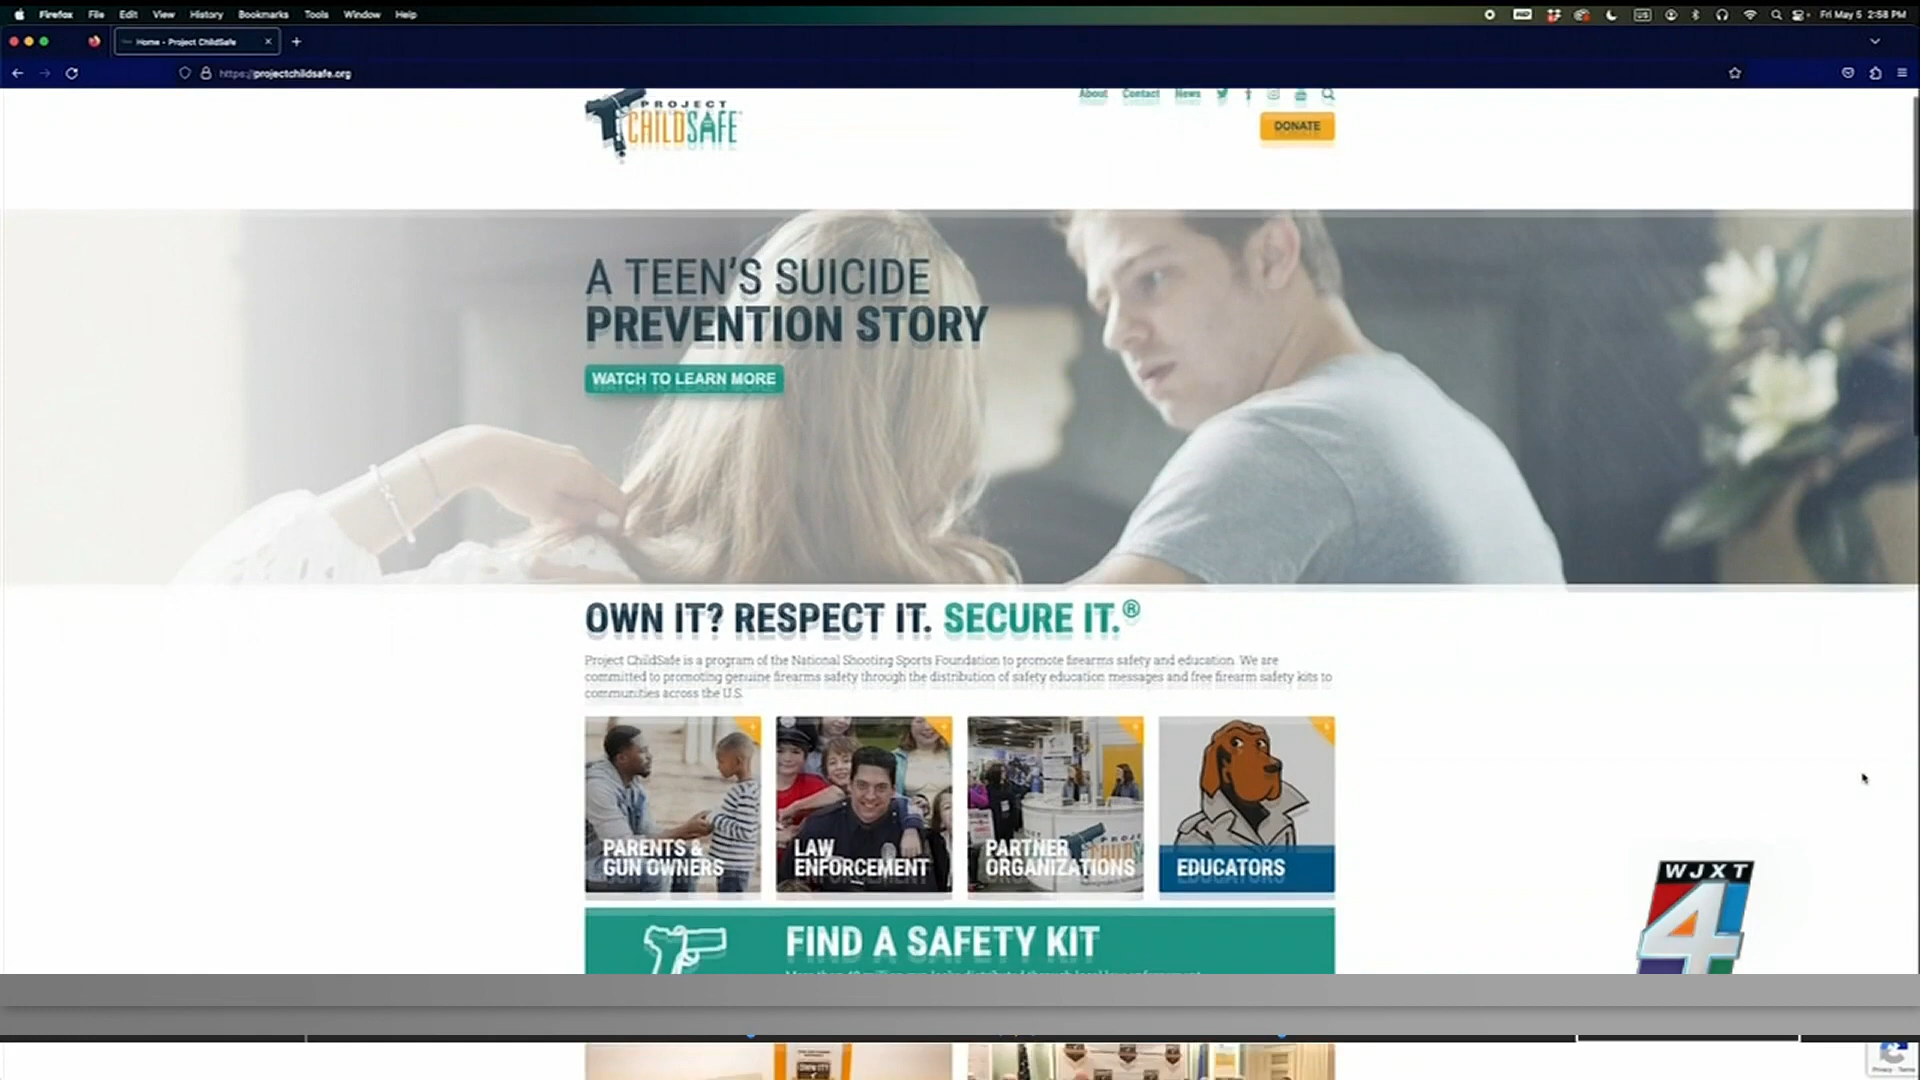 Firefox File Edit View History Bookmarks Tools Window Help
Fri May 5 2:58 PM
Home - Project ChildSafe
https://projectchildsafe.org
PROJECT
CHILDSAFE
About Contact News
DONATE
A TEEN'S SUICIDE
PREVENTION STORY
WATCH TO LEARN MORE
OWN IT? RESPECT IT. SECURE IT.®
Project ChildSafe is a program of the National Shooting Sports Foundation to promote firearms safety and education. We are
committed to promoting genuine firearms safety through the distribution of safety education messages and free firearm safety kits to
communities across the U.S.
PARENTS &
GUN OWNERS
LAW
ENFORCEMENT
PARTNER
ORGANIZATIONS
EDUCATORS
FIND A SAFETY KIT
WJXT
4
Privacy - Terms